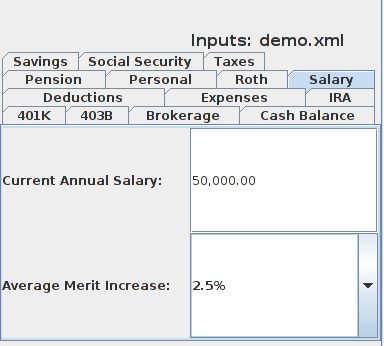 Inputs: demo.xml
Savings Social Security Taxes
Pension Personal Roth Salary
Deductions Expenses IRA
401K 403B Brokerage Cash Balance
Current Annual Salary: 50,000.00
Average Merit Increase: 2.5%